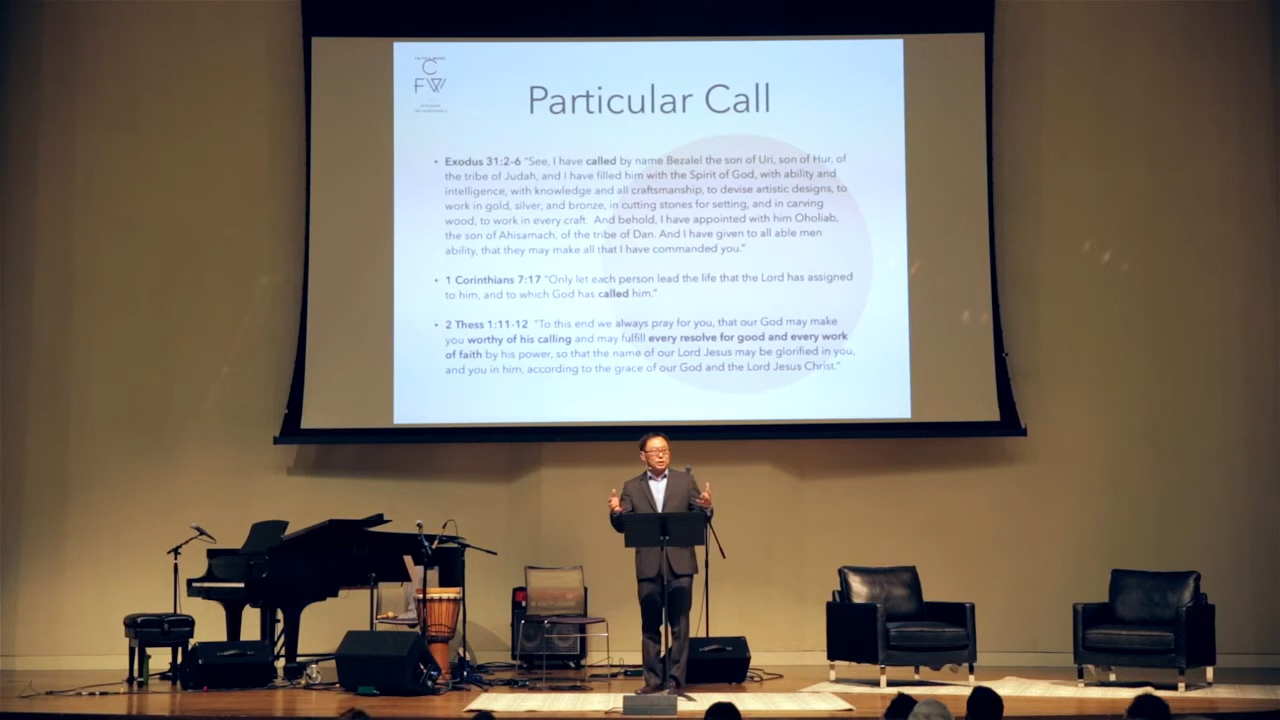 C
FW
Particular Call
• Exodus 31:2-6 “See, I have called by name Bezalel the son of Uri, son of Hur, of
the tribe of Judah, and I have filled him with the Spirit of God, with ability and
intelligence, with knowledge and all craftsmanship, to devise artistic designs, to
work in gold, silver, and bronze, in cutting stones for setting, and in carving
wood, to work in every craft. And behold, I have appointed with him Oholiab,
the son of Ahisamach, of the tribe of Dan. And I have given to all able men
ability, that they may make all that I have commanded you.”
• 1 Corinthians 7:17 “Only let each person lead the life that the Lord has assigned
to him, and to which God has called him.”
• 2 Thess 1:11-12 “To this end we always pray for you, that our God may make
you worthy of his calling and may fulfill every resolve for good and every work
of faith by his power, so that the name of our Lord Jesus may be glorified in you,
and you in him, according to the grace of our God and the Lord Jesus Christ.”